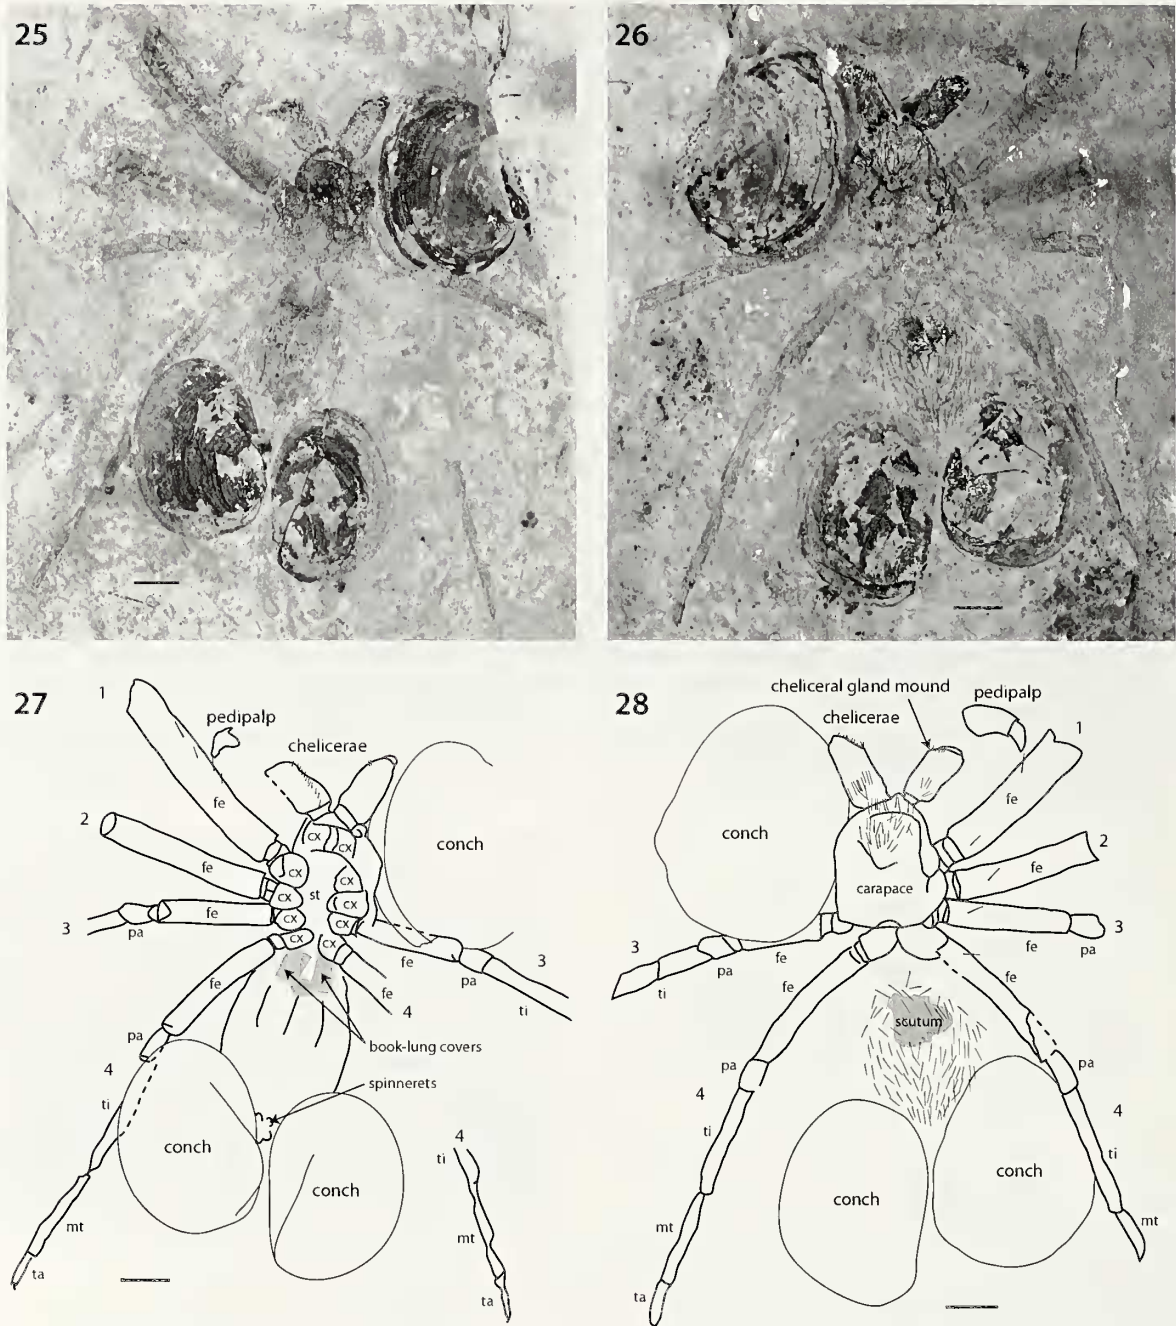 25
26
27
1
pedipalp
chelicerae
fe
2
fe
cx
cx
cx
cx
cx
st
cx
cx
cx
cx
cx
fe
3
pa
conch
fe
pa
3
ti
fe
4
fe
pa
book-lung covers
4
ti
spinnerets
conch
conch
4
ti
mt
mt
ta
ta
28
cheliceral gland mound
pedipalp
chelicerae
1
fe
conch
2
fe
carapace
3
fe
pa
3
ti
pa
fe
fe
fe
scutum
pa
pa
4
4
ti
ti
conch
conch
mt
mt
ta